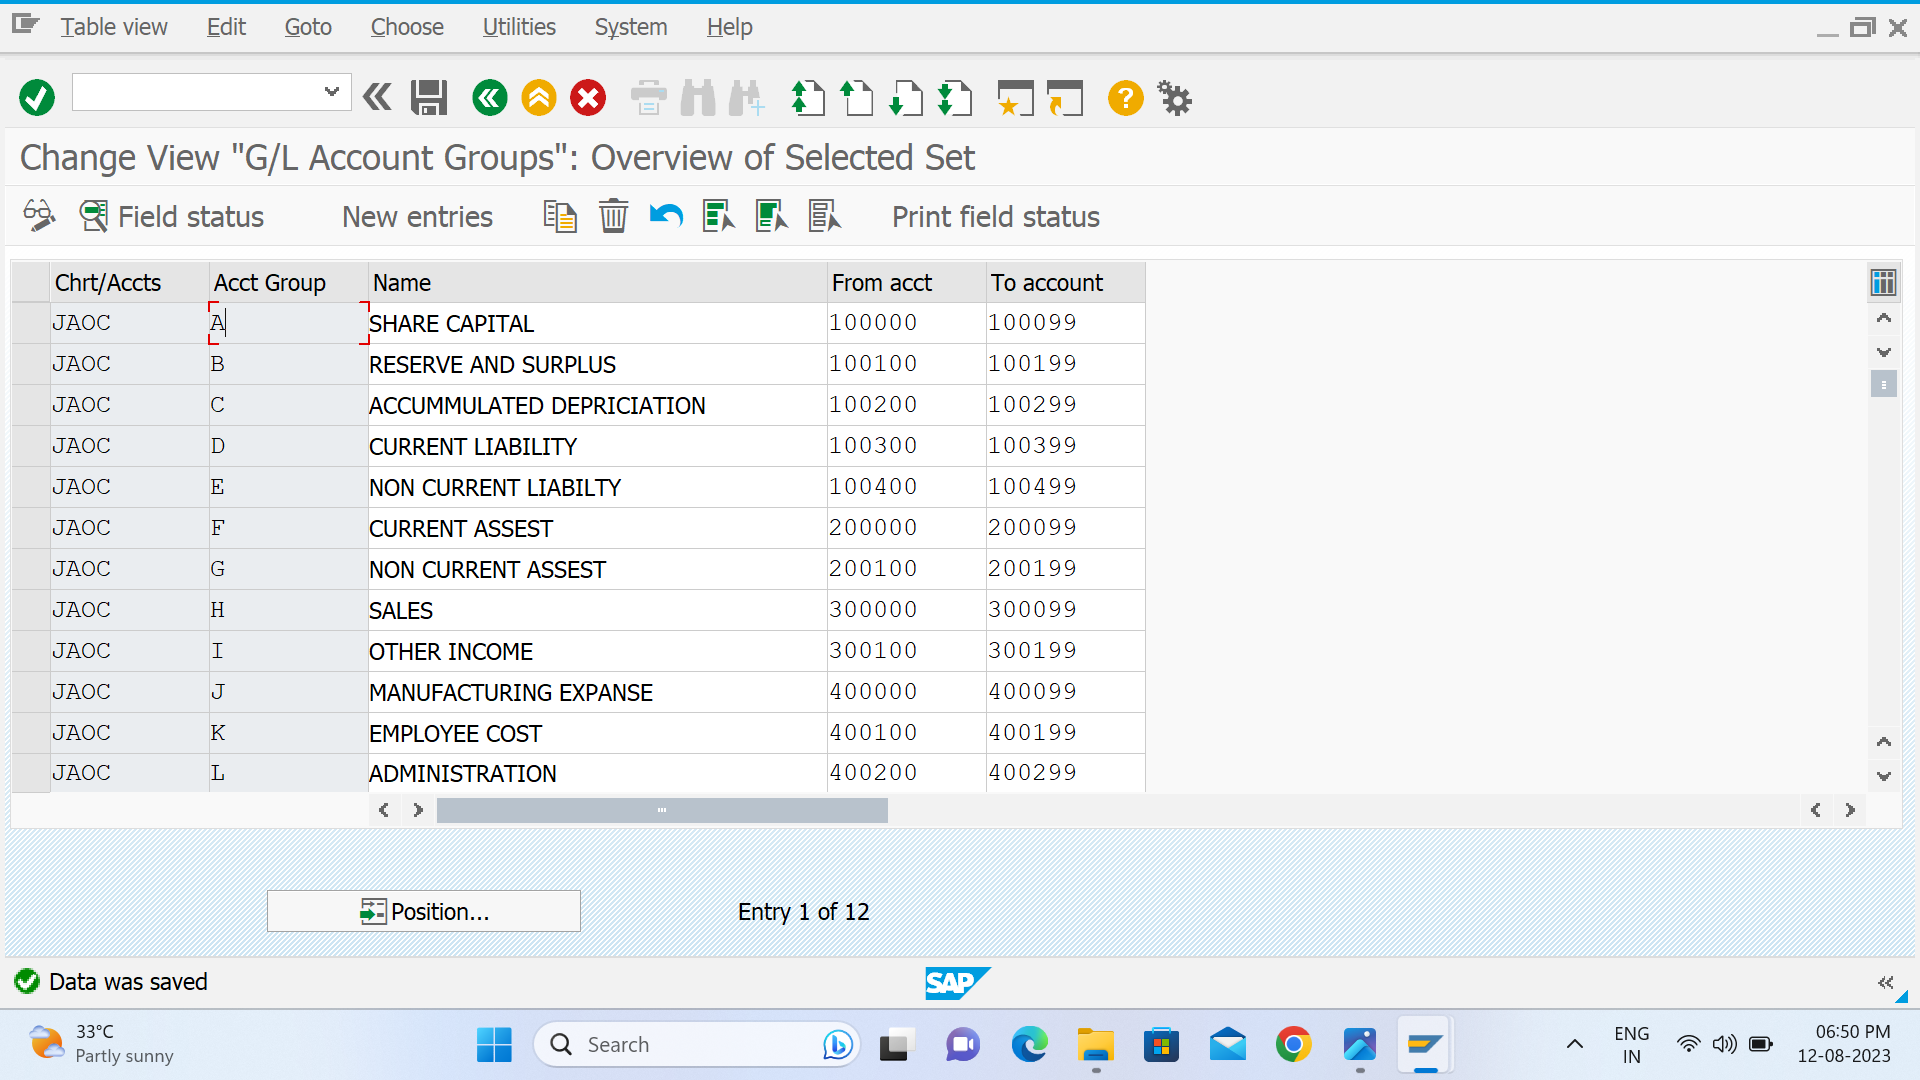 Table view Edit Goto Choose Utilities System Help
Change View "G/L Account Groups": Overview of Selected Set
Field status New entries Print field status
Chrt/Accts Acct Group Name From acct To account
JAOC A SHARE CAPITAL 100000 100099
JAOC B RESERVE AND SURPLUS 100100 100199
JAOC C ACCUMMULATED DEPRICIATION 100200 100299
JAOC D CURRENT LIABILITY 100300 100399
JAOC E NON CURRENT LIABILTY 100400 100499
JAOC F CURRENT ASSEST 200000 200099
JAOC G NON CURRENT ASSEST 200100 200199
JAOC H SALES 300000 300099
JAOC I OTHER INCOME 300100 300199
JAOC J MANUFACTURING EXPANSE 400000 400099
JAOC K EMPLOYEE COST 400100 400199
JAOC L ADMINISTRATION 400200 400299
Position... Entry 1 of 12
Data was saved SAP
33°C
Partly sunny
Search
ENG
IN
06:50 PM
12-08-2023